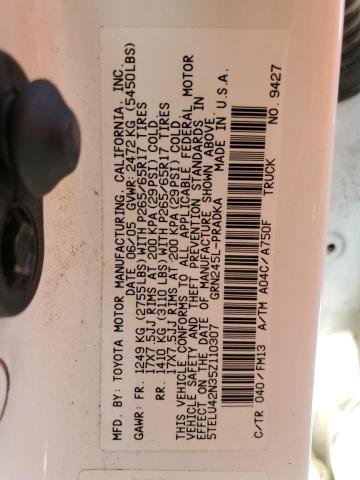 MFD. BY: TOYOTA MOTOR MANUFACTURING, CALIFORNIA, INC.
DATE: 06/05 GVWR: 2472 KG (5450LBS)
GAWR: FR. 1249 KG (2755LBS) WITH P265/65R17 TIRES
17X7.5JJ RIMS AT 200 KPA (29PSI) COLD
RR. 1410 KG (3110 LBS) WITH P265/65R17 TIRES
17X7.5JJ RIMS AT 200 KPA (29 PSI) COLD
THIS VEHICLE CONFORMS TO ALL APPLICABLE FEDERAL MOTOR
VEHICLE SAFETY AND THEFT PREVENTION STANDARDS IN
EFFECT ON THE DATE OF MANUFACTURE SHOWN ABOVE.
5TELU42N35Z110307 GRN245L-PRADKA MADE IN U.S.A.
C/TR 040/FM13 A/TM A04C/A750F TRUCK NO. 9427